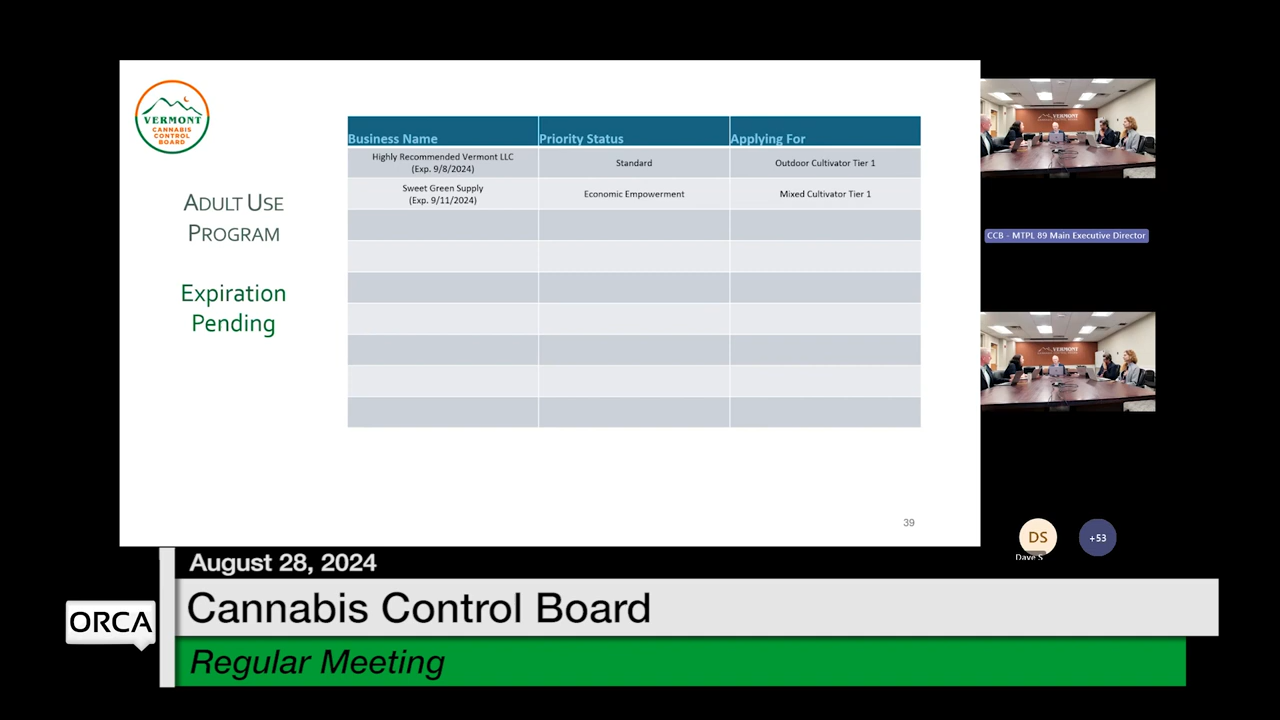 VERMONT
CANNABIS
CONTROL
BOARD
ADULT USE
PROGRAM
Expiration
Pending
Business Name Priority Status Applying For
Highly Recommended Vermont LLC
(Exp. 9/8/2024) Standard Outdoor Cultivator Tier 1
Sweet Green Supply
(Exp. 9/11/2024) Economic Empowerment Mixed Cultivator Tier 1
39
VERMONT
CCB - MTPL 89 Main Executive Director
VERMONT
DS
Dave S
+53
August 28, 2024
Cannabis Control Board
ORCA
Regular Meeting